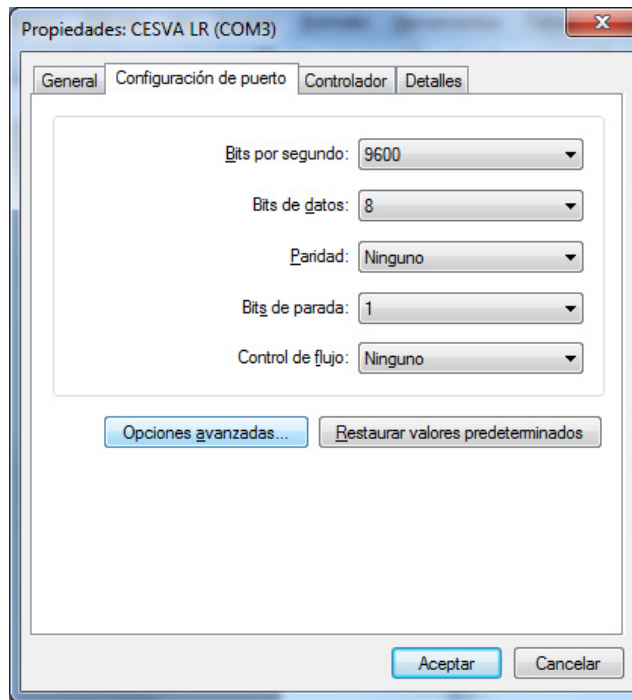 Propiedades: CESVA LR (COM3)
General Configuración de puerto Controlador Detalles
Bits por segundo: 9600
Bits de datos: 8
Paridad: Ninguno
Bits de parada: 1
Control de flujo: Ninguno
Opciones avanzadas... Restaurar valores predeterminados
Aceptar Cancelar